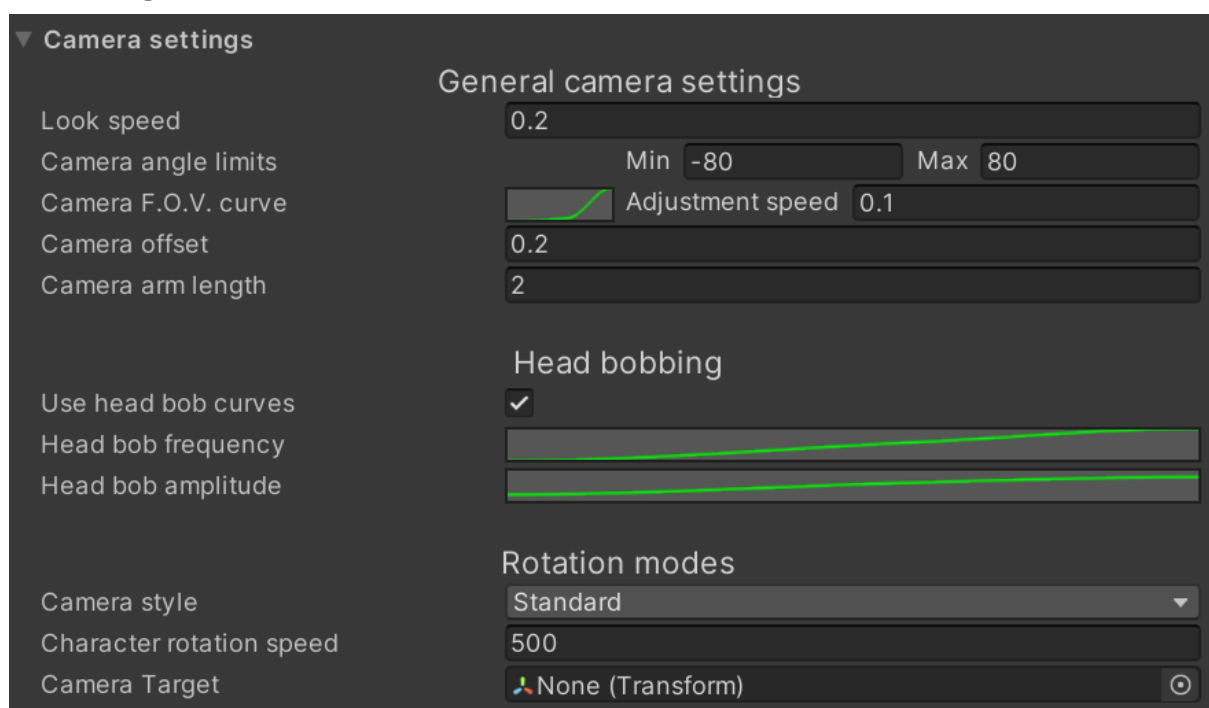 Camera settings
General camera settings
Look speed 0.2
Camera angle limits Min -80 Max 80
Camera F.O.V. curve Adjustment speed 0.1
Camera offset 0.2
Camera arm length 2
Head bobbing
Use head bob curves
Head bob frequency
Head bob amplitude
Rotation modes
Camera style Standard
Character rotation speed 500
Camera Target None (Transform)